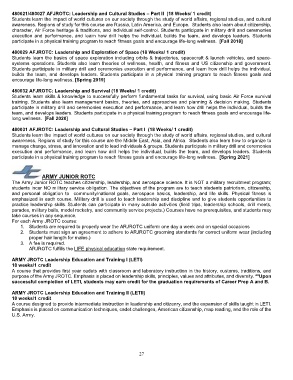 480021/480027 AFJROTC: Leadership and Cultural Studies – Part II (18 Weeks/1 credit)
Students learn the impact of world cultures on our society through the study of world affairs, regional studies, and cultural
awareness. Regions of study for this course are Russia, Latin America, and Europe. Students also learn about citizenship,
character, Air Force heritage & traditions, and individual self-control. Students participate in military drill and ceremonies
execution and performance, and learn how drill helps the individual, builds the team, and develops leaders. Students
participate in a physical training program to reach fitness goals and encourage life-long wellness. [Fall 2018]
480029 AFJROTC: Leadership and Exploration of Space (18 Weeks/ 1 credit)
Students learn the basics of space exploration including orbits & trajectories, spacecraft & launch vehicles, and space-
systems operations. Students also learn theories of wellness, health, and fitness and US citizenship and government.
Students participate in military drill and ceremonies execution and performance, and learn how drill helps the individual,
builds the team, and develops leaders. Students participate in a physical training program to reach fitness goals and
encourage life-long wellness. [Spring 2019]
480032 AFJROTC: Leadership and Survival (18 Weeks/ 1 credit)
Students learn skills & knowledge to successfully perform fundamental tasks for survival, using basic Air Force survival
training. Students also learn management basics, theories, and approaches and planning & decision making. Students
participate in military drill and ceremonies execution and performance, and learn how drill helps the individual, builds the
team, and develops leaders. Students participate in a physical training program to reach fitness goals and encourage life-
long wellness. [Fall 2020]
480031 AFJROTC: Leadership and Cultural Studies – Part I (18 Weeks/ 1 credit)
Students learn the impact of world cultures on our society through the study of world affairs, regional studies, and cultural
awareness. Regions of study for this course are the Middle East, Asia, and Africa. Students also learn how to organize to
manage change, stress, and innovation and to lead individuals & groups. Students participate in military drill and ceremonies
execution and performance, and learn how drill helps the individual, builds the team, and develops leaders. Students
participate in a physical training program to reach fitness goals and encourage life-long wellness. [Spring 2021]
ARMY JUNIOR ROTC
The Army Junior ROTC teaches citizenship, leadership, and aerospace science. It is NOT a military recruitment program;
students incur NO military service obligation. The objectives of the program are to teach students patriotism, citizenship,
and personal obligation to community/national goals, aerospace issues, leadership, and life skills. Physical fitness is
emphasized in each course. Military drill is used to teach leadership and discipline and to give students opportunities to
practice leadership skills. Students can participate in many outside activities (field trips, leadership schools, drill meets,
parades, military balls, model rocketry, and community service projects.) Courses have no prerequisites, and students may
take courses in any sequence.
For each Army JROTC course:
1. Students are required to properly wear the AFJROTC uniform one day a week and on special occasions
2. Students must sign an agreement to adhere to AFJROTC grooming standards for correct uniform wear (including
proper hair length for males.)
3. A fee is required.
AFJROTC fulfills the LIFE physical education state requirement.
ARMY JROTC Leadership Education and Training I (LETI)
18 weeks/1 credit
A course that provides first year cadets with classroom and laboratory instruction in the history, customs, traditions, and
purpose of the Army JROTC. Emphasis is placed on leadership skills, principles, values and attributes, and diversity. **Upon
successful completion of LETI, students may earn credit for the graduation requirements of Career Prep A and B.
ARMY JROTC Leadership Education and Training II (LETII)
18 weeks/1 credit
A course designed to provide intermediate instruction in leadership and citizenry, and the expansion of skills taught in LETI.
Emphasis is placed on communication techniques, cadet challenges, American citizenship, map reading, and the role of the
U.S. Army.
27